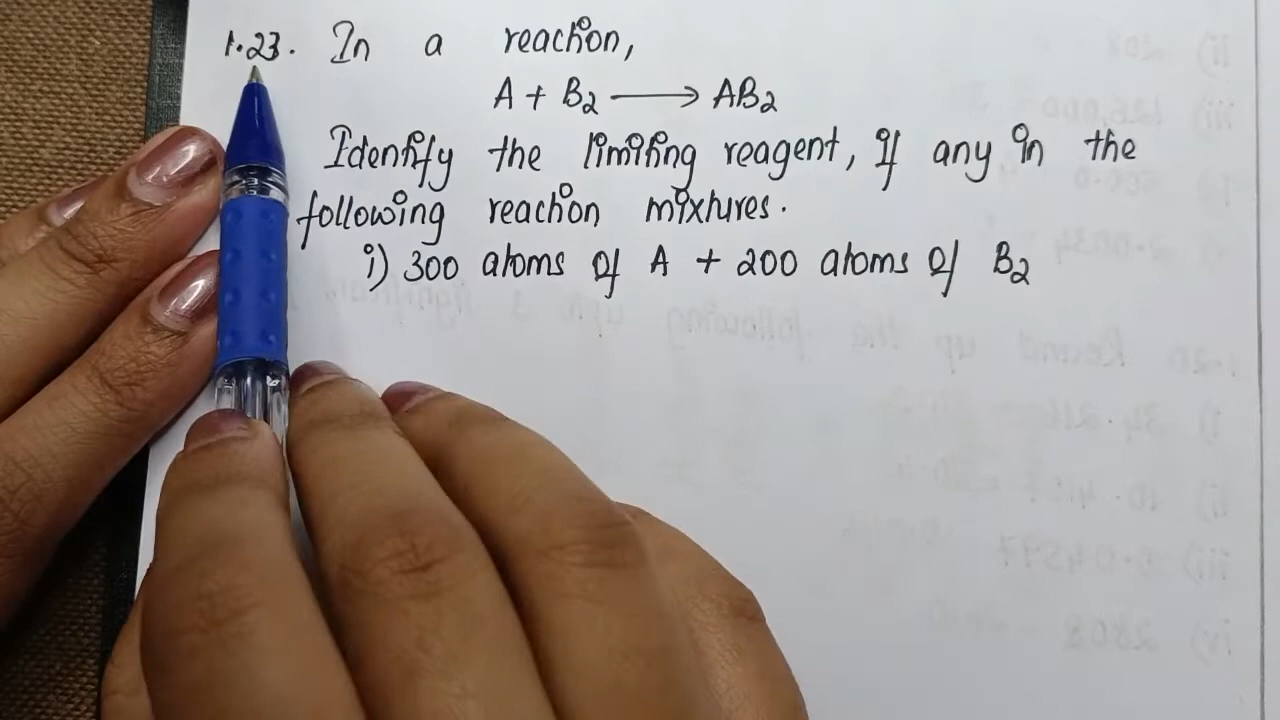 1.23. In a reaction,
A + B₂ ⟶ AB₂
Identify the limiting reagent, if any in the
following reaction mixtures.
i) 300 atoms of A + 200 atoms of B₂